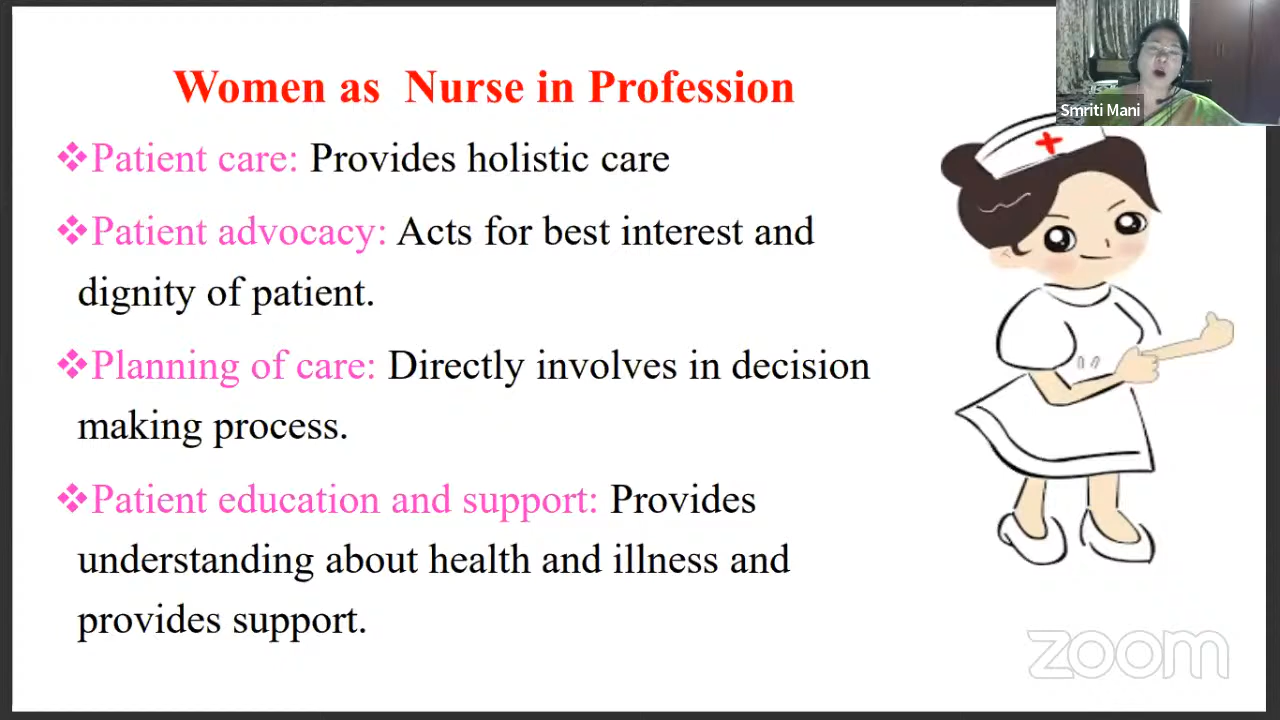 Women as  Nurse in Profession
Smriti Mani
❖Patient care: Provides holistic care
❖Patient advocacy: Acts for best interest and
dignity of patient.
❖Planning of care: Directly involves in decision
making process.
❖Patient education and support: Provides
understanding about health and illness and
provides support.
zoom